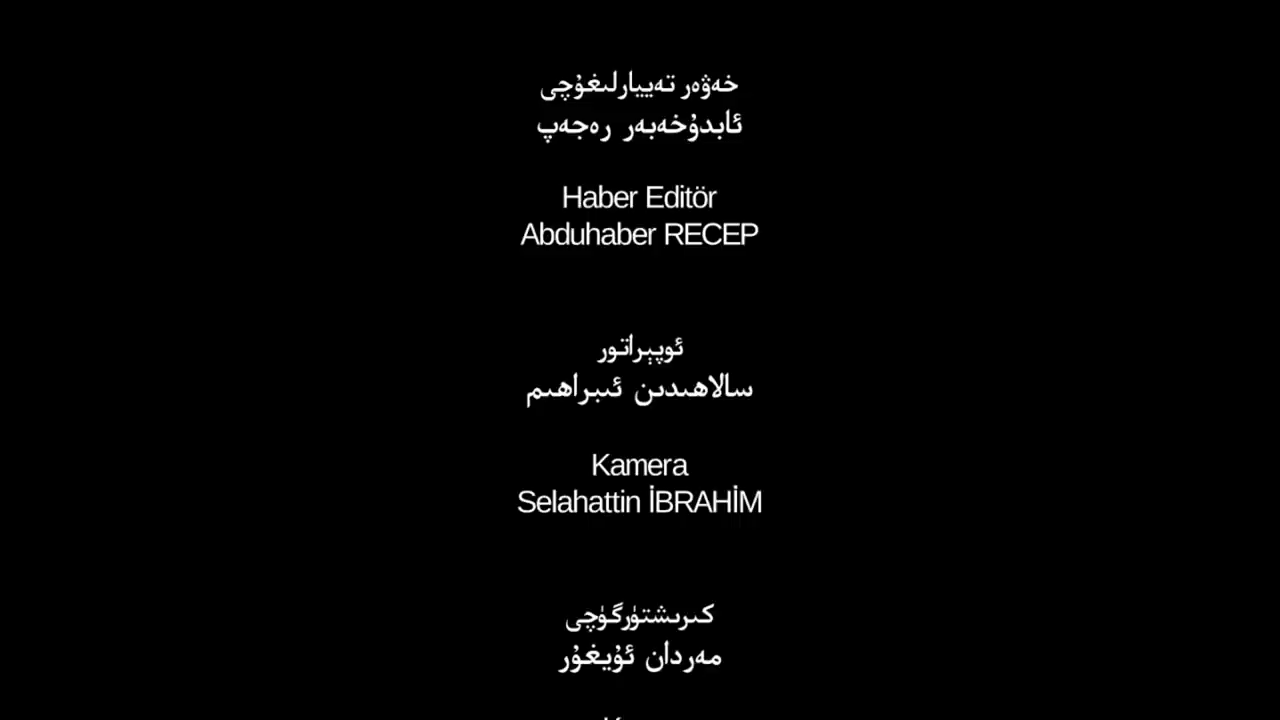 خەۋەر تەييارلىغۇچى
ئابدۇخەبەر رەجەپ
Haber Editör
Abduhaber RECEP
ئوپېراتور
سالاھىدىن ئىبراھىم
Kamera
Selahattin İBRAHİM
كىرىشتۈرگۈچى
مەردان ئۇيغۇر